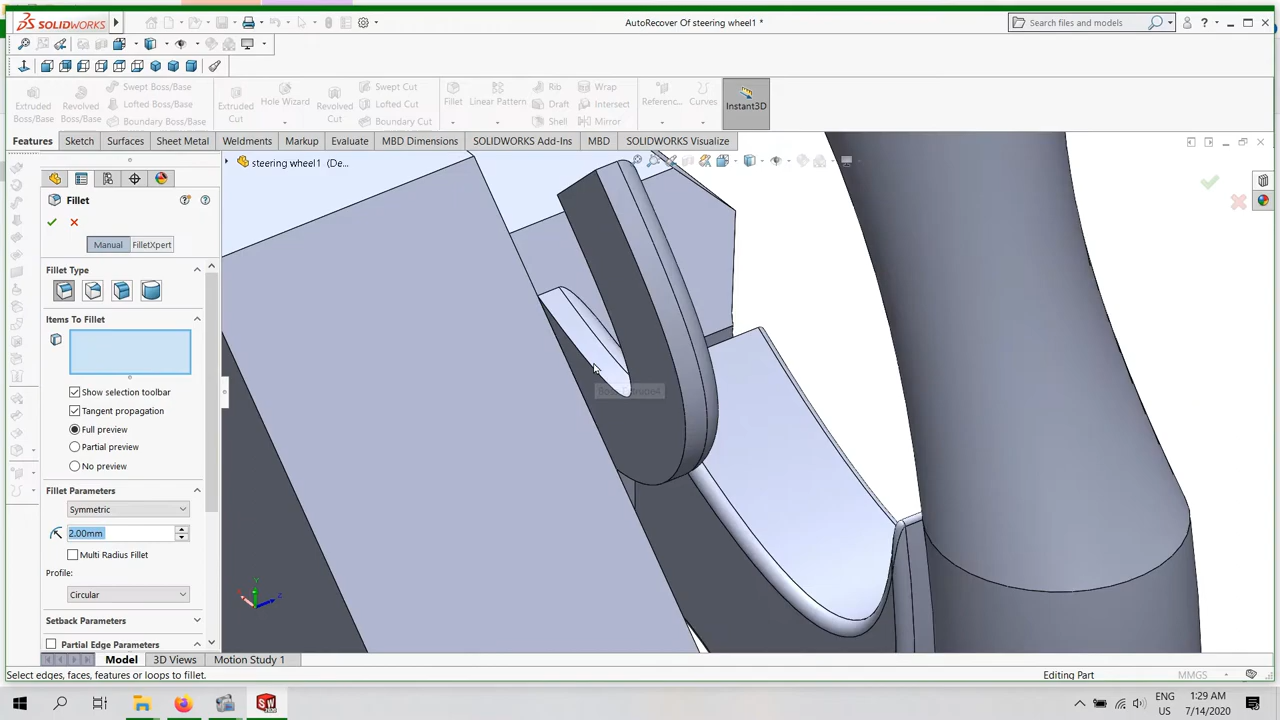 SOLIDWORKS
AutoRecover Of steering wheel1 *
Search files and models
Extruded Boss/Base
Revolved Boss/Base
Swept Boss/Base
Lofted Boss/Base
Boundary Boss/Base
Extruded Cut
Hole Wizard
Revolved Cut
Swept Cut
Lofted Cut
Boundary Cut
Fillet
Linear Pattern
Rib
Draft
Shell
Wrap
Intersect
Mirror
Referenc...
Curves
Instant3D
Features
Sketch
Surfaces
Sheet Metal
Weldments
Markup
Evaluate
MBD Dimensions
SOLIDWORKS Add-Ins
MBD
SOLIDWORKS Visualize
steering wheel1 (De...
Fillet
Manual
FilletXpert
Fillet Type
Items To Fillet
Show selection toolbar
Tangent propagation
Full preview
Partial preview
No preview
Fillet Parameters
Symmetric
2.00mm
Multi Radius Fillet
Profile:
Circular
Setback Parameters
Partial Edge Parameters
Y
Z
Model
3D Views
Motion Study 1
Select edges, faces, features or loops to fillet.
Editing Part
MMGS
ENG
US
1:29 AM
7/14/2020